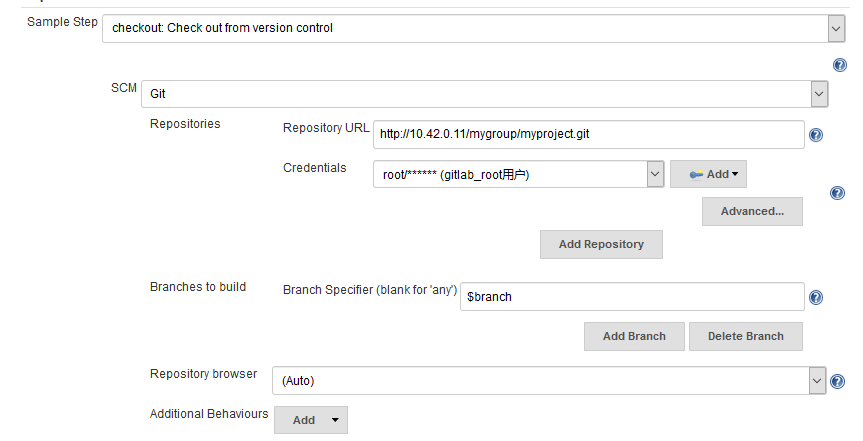 Sample Step checkout: Check out from version control
SCM Git
Repositories Repository URL http://10.42.0.11/mygroup/myproject.git
Credentials root/****** (gitlab_root用户) Add
Advanced...
Add Repository
Branches to build Branch Specifier (blank for 'any') $branch
Add Branch Delete Branch
Repository browser (Auto)
Additional Behaviours Add